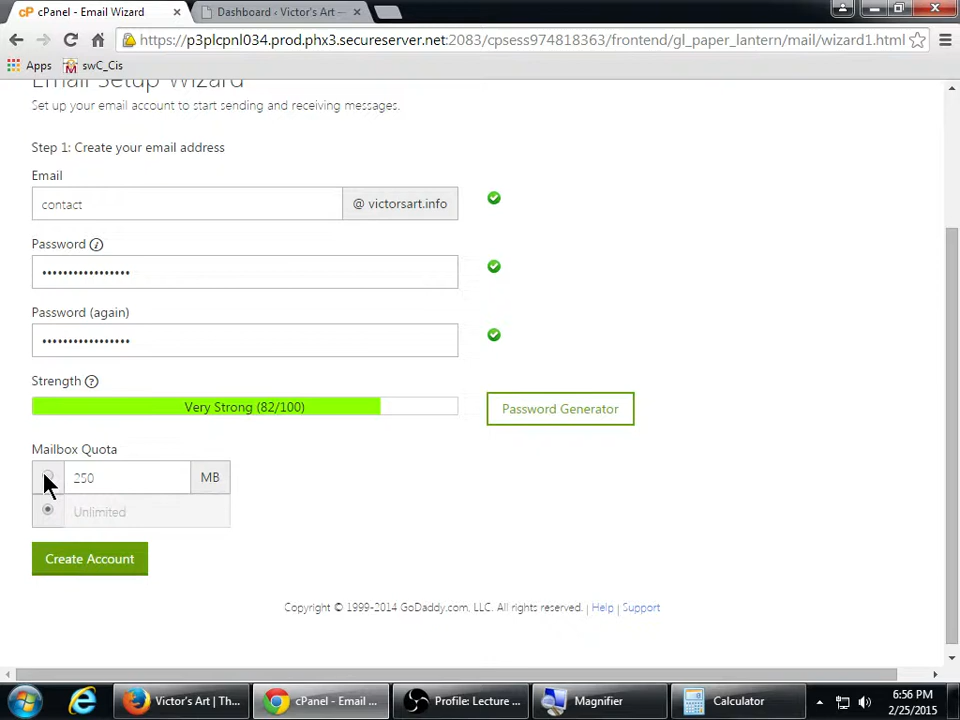 cP cPanel - Email Wizard
Dashboard ‹ Victor's Art —
https://p3plcpnl034.prod.phx3.secureserver.net:2083/cpsess974818363/frontend/gl_paper_lantern/mail/wizard1.html
Apps swC_Cis
Email Setup Wizard
Set up your email account to start sending and receiving messages.
Step 1: Create your email address
Email
contact @ victorsart.info
Password
Password (again)
Strength
Very Strong (82/100) Password Generator
Mailbox Quota
250 MB
Unlimited
Create Account
Copyright © 1999-2014 GoDaddy.com, LLC. All rights reserved. | Help | Support
Victor's Art | Th... cPanel - Email ... Profile: Lecture ... Magnifier Calculator
6:56 PM
2/25/2015